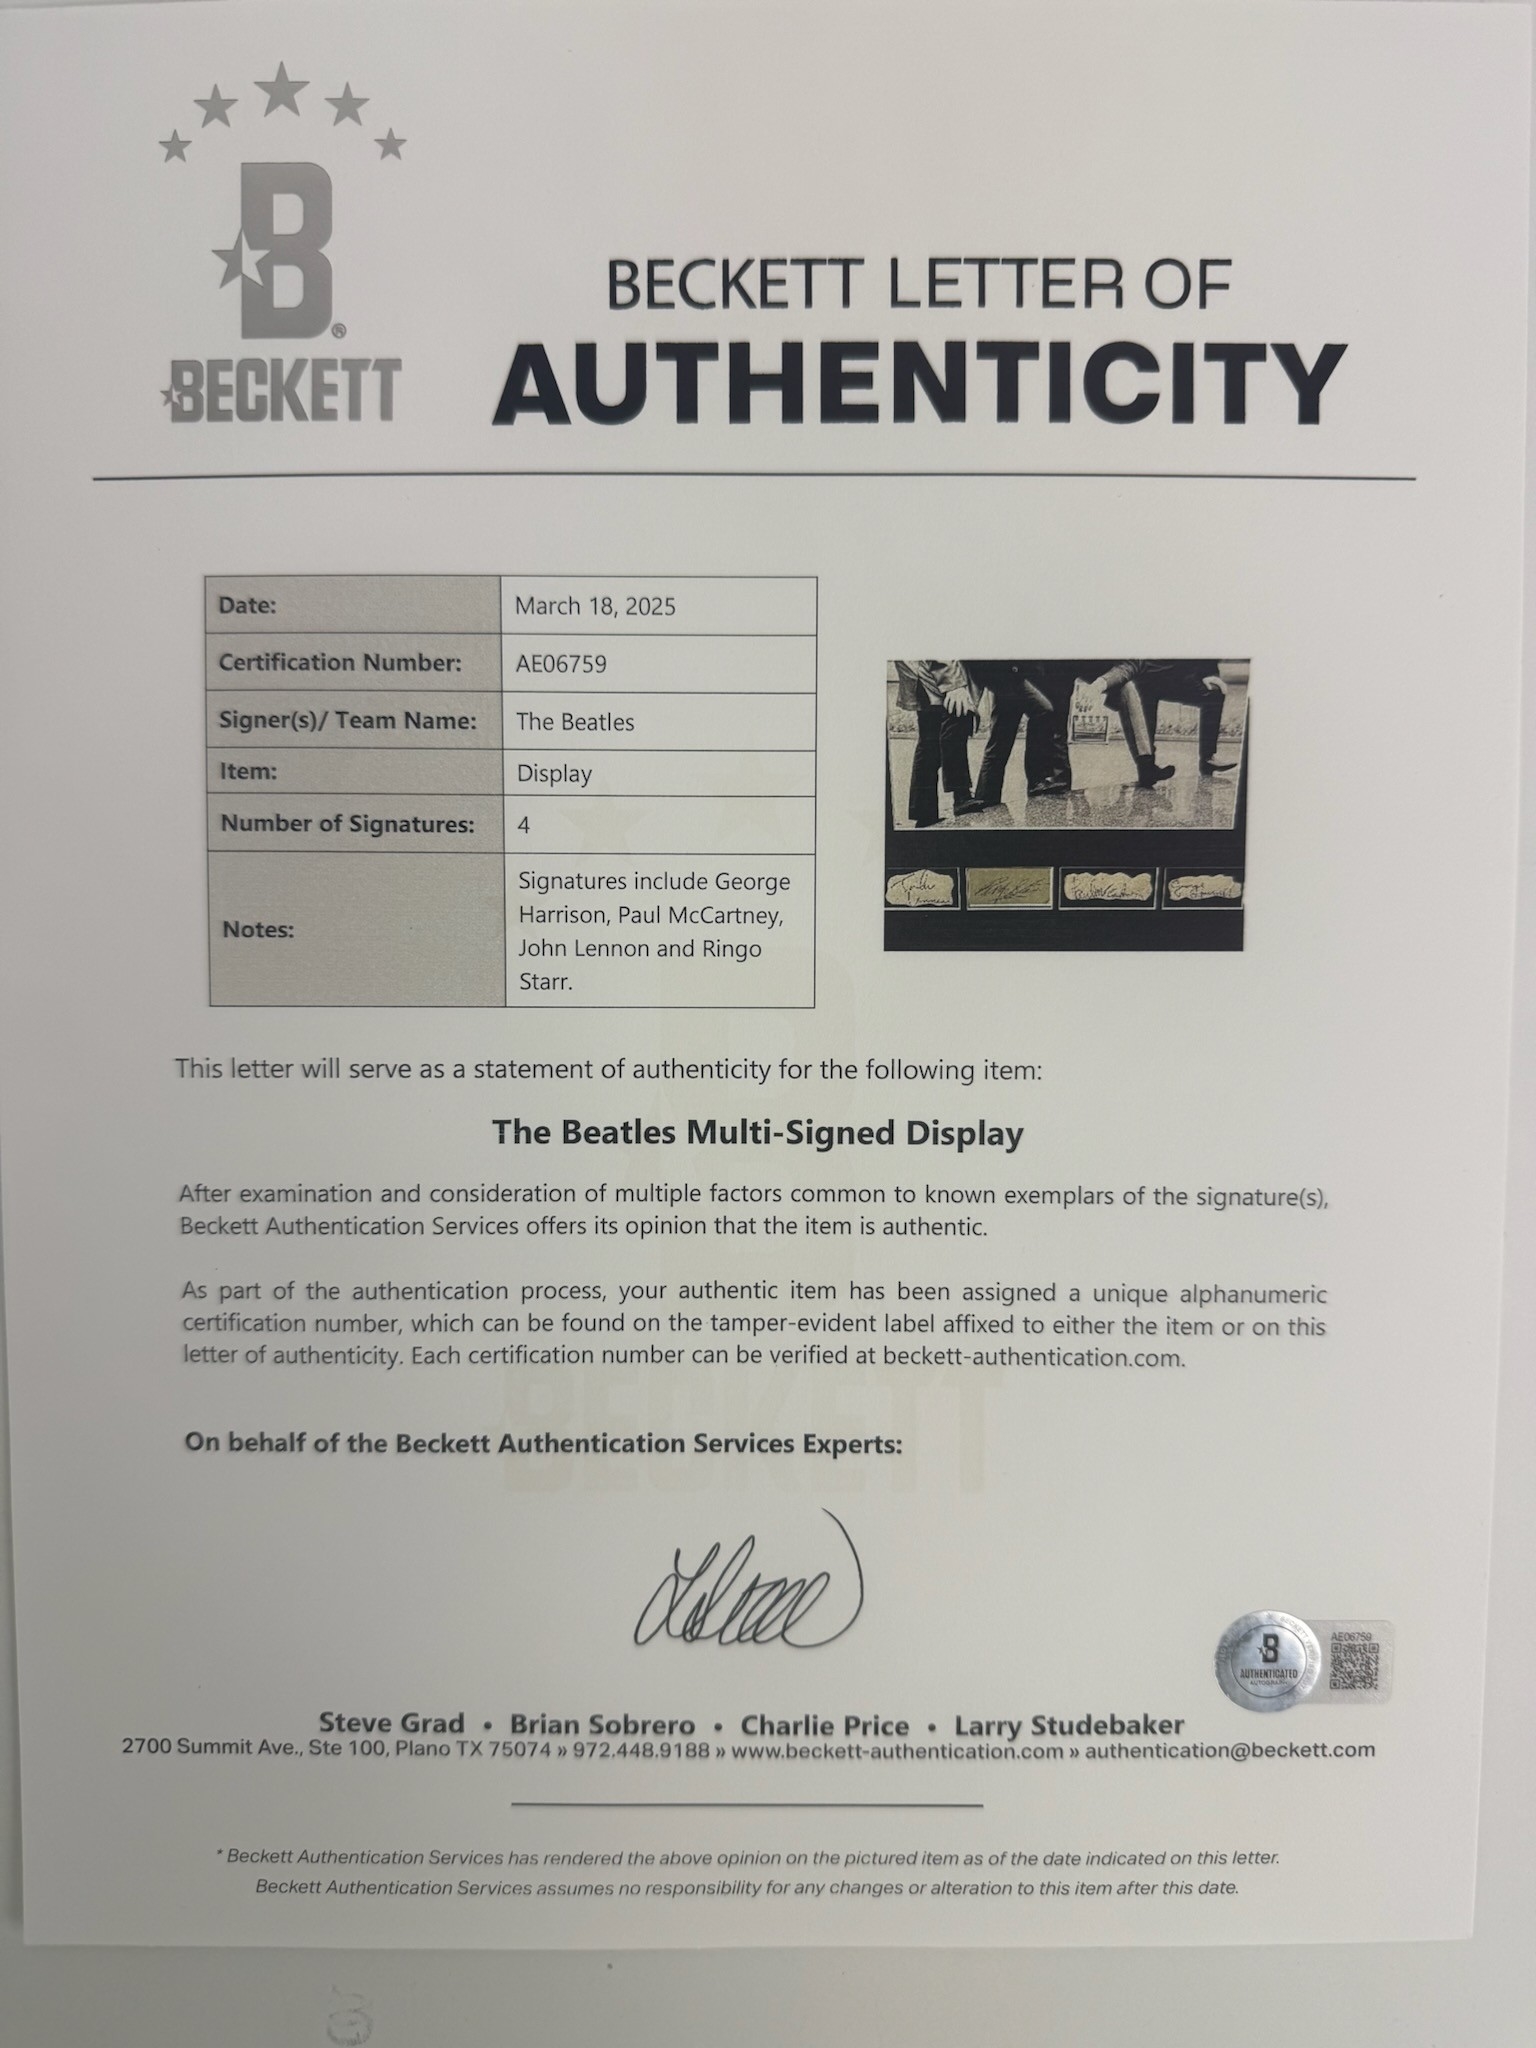 B®
BECKETT
BECKETT LETTER OF
AUTHENTICITY
Date: March 18, 2025
Certification Number: AE06759
Signer(s)/ Team Name: The Beatles
Item: Display
Number of Signatures: 4
Notes: Signatures include George
Harrison, Paul McCartney,
John Lennon and Ringo
Starr.
This letter will serve as a statement of authenticity for the following item:
The Beatles Multi-Signed Display
After examination and consideration of multiple factors common to known exemplars of the signature(s),
Beckett Authentication Services offers its opinion that the item is authentic.
As part of the authentication process, your authentic item has been assigned a unique alphanumeric
certification number, which can be found on the tamper-evident label affixed to either the item or on this
letter of authenticity. Each certification number can be verified at beckett-authentication.com.
BECKETT
On behalf of the Beckett Authentication Services Experts:
B
AUTHENTICATED
AUTOGRAPH
AE06759
Steve Grad • Brian Sobrero • Charlie Price • Larry Studebaker
2700 Summit Ave., Ste 100, Plano TX 75074 » 972.448.9188 » www.beckett-authentication.com » authentication@beckett.com
* Beckett Authentication Services has rendered the above opinion on the pictured item as of the date indicated on this letter.
Beckett Authentication Services assumes no responsibility for any changes or alteration to this item after this date.